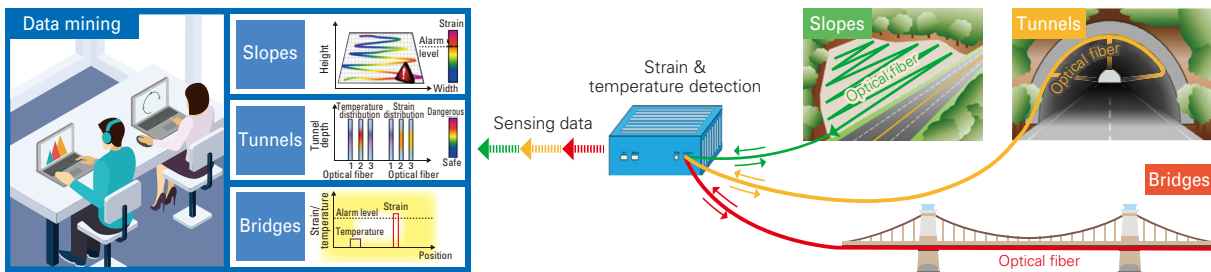 Data mining
Slopes
Height
Strain
Alarm
level
Width
Tunnels
Tunnel
depth
Temperature
distribution
Strain
distribution
Dangerous
1 2 3
1 2 3
Safe
Optical fiber
Optical fiber
Bridges
Strain/
temperature
Alarm level
Strain
Temperature
Position
Sensing data
Strain &
temperature detection
Slopes
Optical fiber
Tunnels
Optical fiber
Bridges
Optical fiber